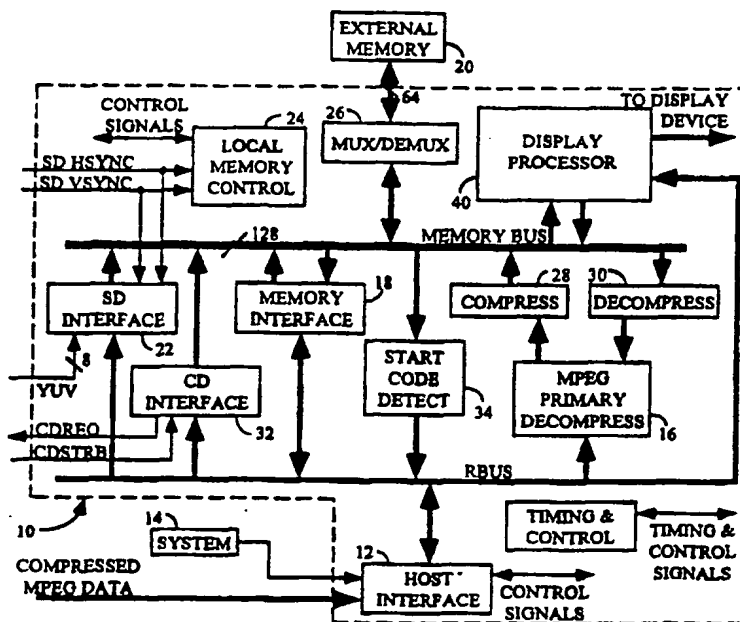 EXTERNAL
MEMORY
20
64
CONTROL
SIGNALS
24
LOCAL
MEMORY
CONTROL
26
MUX/DEMUX
DISPLAY
PROCESSOR
40
TO DISPLAY
DEVICE
SD HSYNC
SD VSYNC
128
MEMORY BUS
SD
INTERFACE
22
MEMORY
INTERFACE
18
28
COMPRESS
30
DECOMPRESS
8
YUV
CD
INTERFACE
32
START
CODE
DETECT
34
MPEG
PRIMARY
DECOMPRESS
16
CDREQ
CDSTRB
RBUS
10
14
SYSTEM
12
HOST
INTERFACE
TIMING &
CONTROL
TIMING &
CONTROL
SIGNALS
COMPRESSED
MPEG DATA
CONTROL
SIGNALS